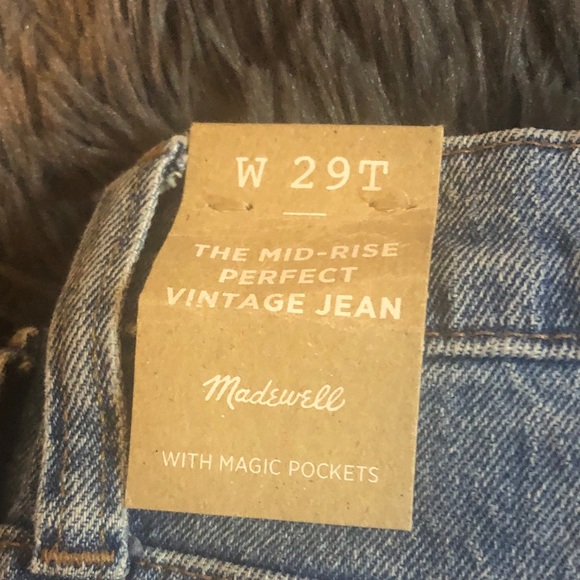 W 29T
THE MID-RISE
PERFECT
VINTAGE JEAN
Madewell
WITH MAGIC POCKETS